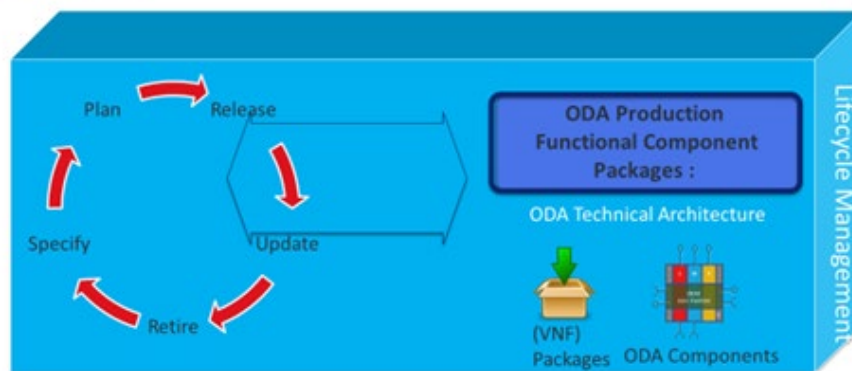 Plan
Release
Specify
Update
Retire
ODA Production
Functional Component
Packages :
ODA Technical Architecture
(VNF)
Packages
ODA Components
Lifecycle Management